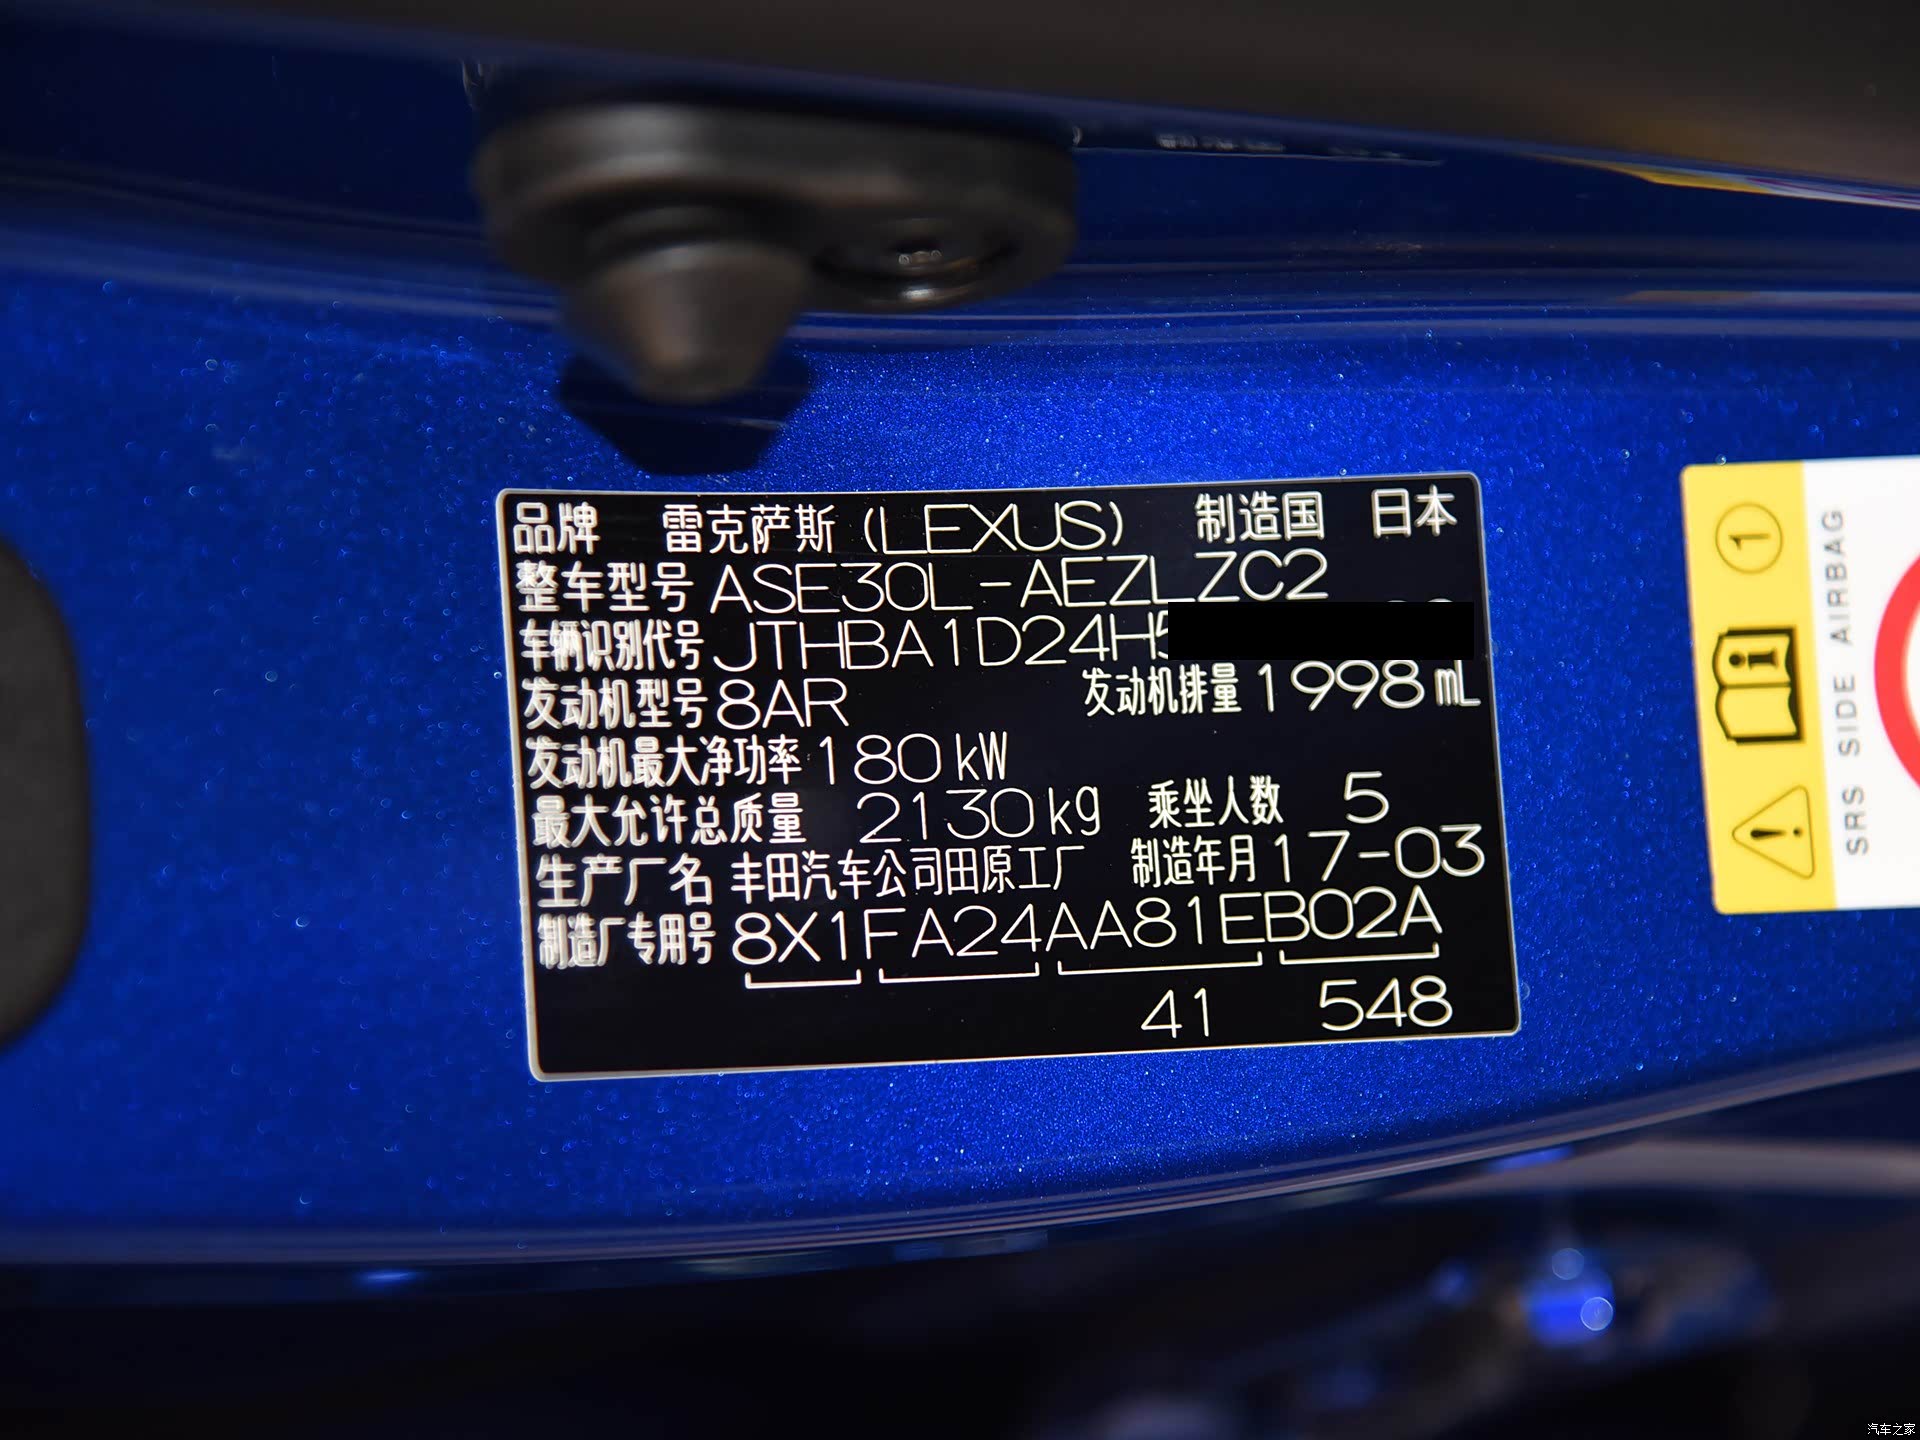 品牌 雷克萨斯 (LEXUS) 制造国 日本
整车型号 ASE30L-AEZLZC2
车辆识别代号 JTHBA1D24H5
发动机型号 8AR 发动机排量 1998 mL
发动机最大净功率 180 kW
最大允许总质量 2130 kg 乘坐人数 5
生产厂名 丰田汽车公司田原工厂 制造年月 17-03
制造厂专用号 8X1FA24AA81EB02A
41 548
1
SRS SIDE AIRBAG
汽车之家